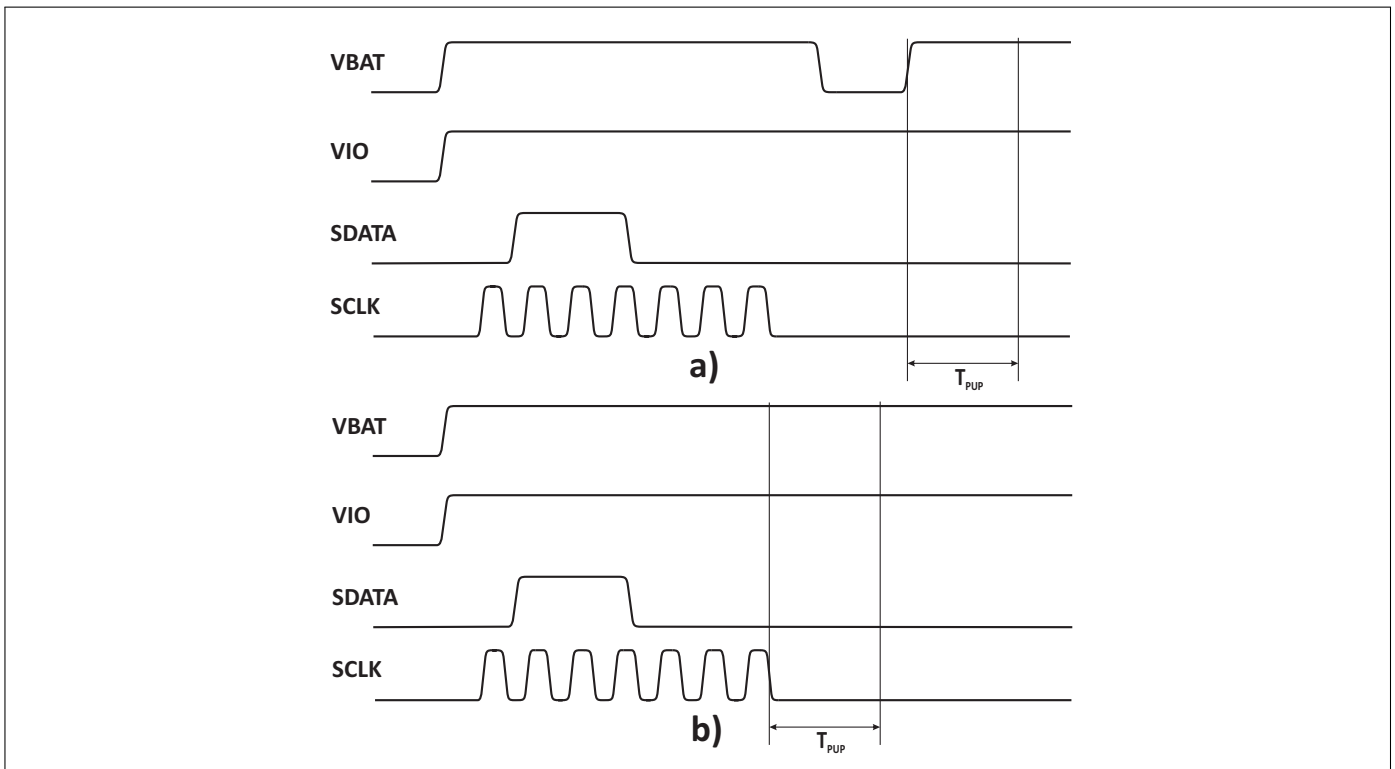 VBAT
VIO
SDATA
SCLK
a)
TPUP
VBAT
VIO
SDATA
SCLK
b)
TPUP